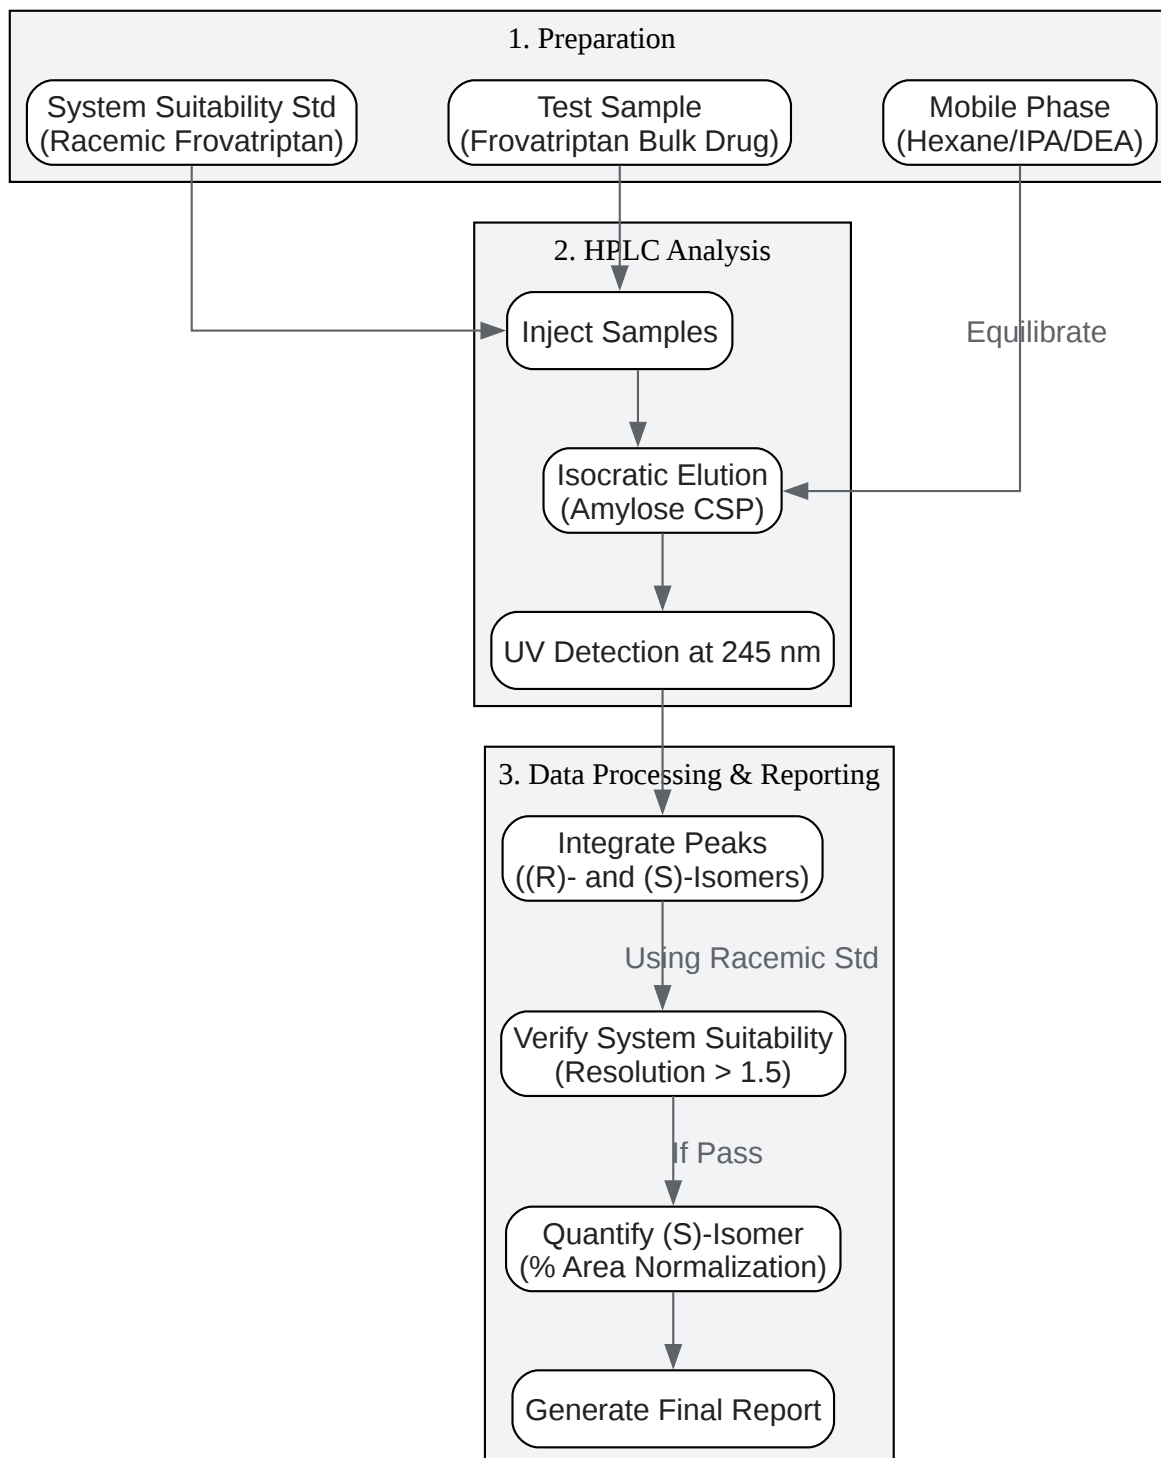 1. Preparation
System Suitability Std
(Racemic Frovatriptan)
Test Sample
(Frovatriptan Bulk Drug)
Mobile Phase
(Hexane/IPA/DEA)
2. HPLC Analysis
Inject Samples
Equilibrate
Isocratic Elution
(Amylose CSP)
UV Detection at 245 nm
3. Data Processing & Reporting
Integrate Peaks
((R)- and (S)-Isomers)
Using Racemic Std
Verify System Suitability
(Resolution > 1.5)
If Pass
Quantify (S)-Isomer
(% Area Normalization)
Generate Final Report